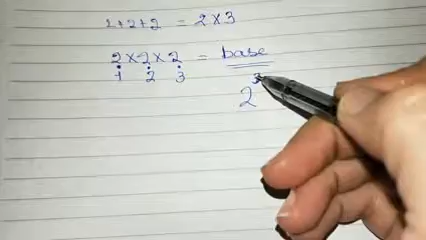 2+2+2 = 2×3
2×2×2 = base
1 2 3
2³